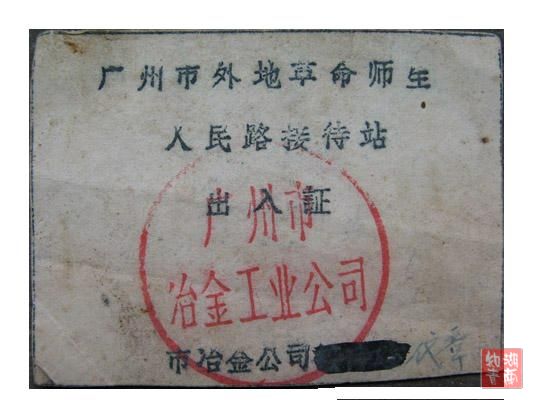 广州市外地革命师生
人民路接待站
出入证
广州市
冶金工业公司
市冶金公司
代章